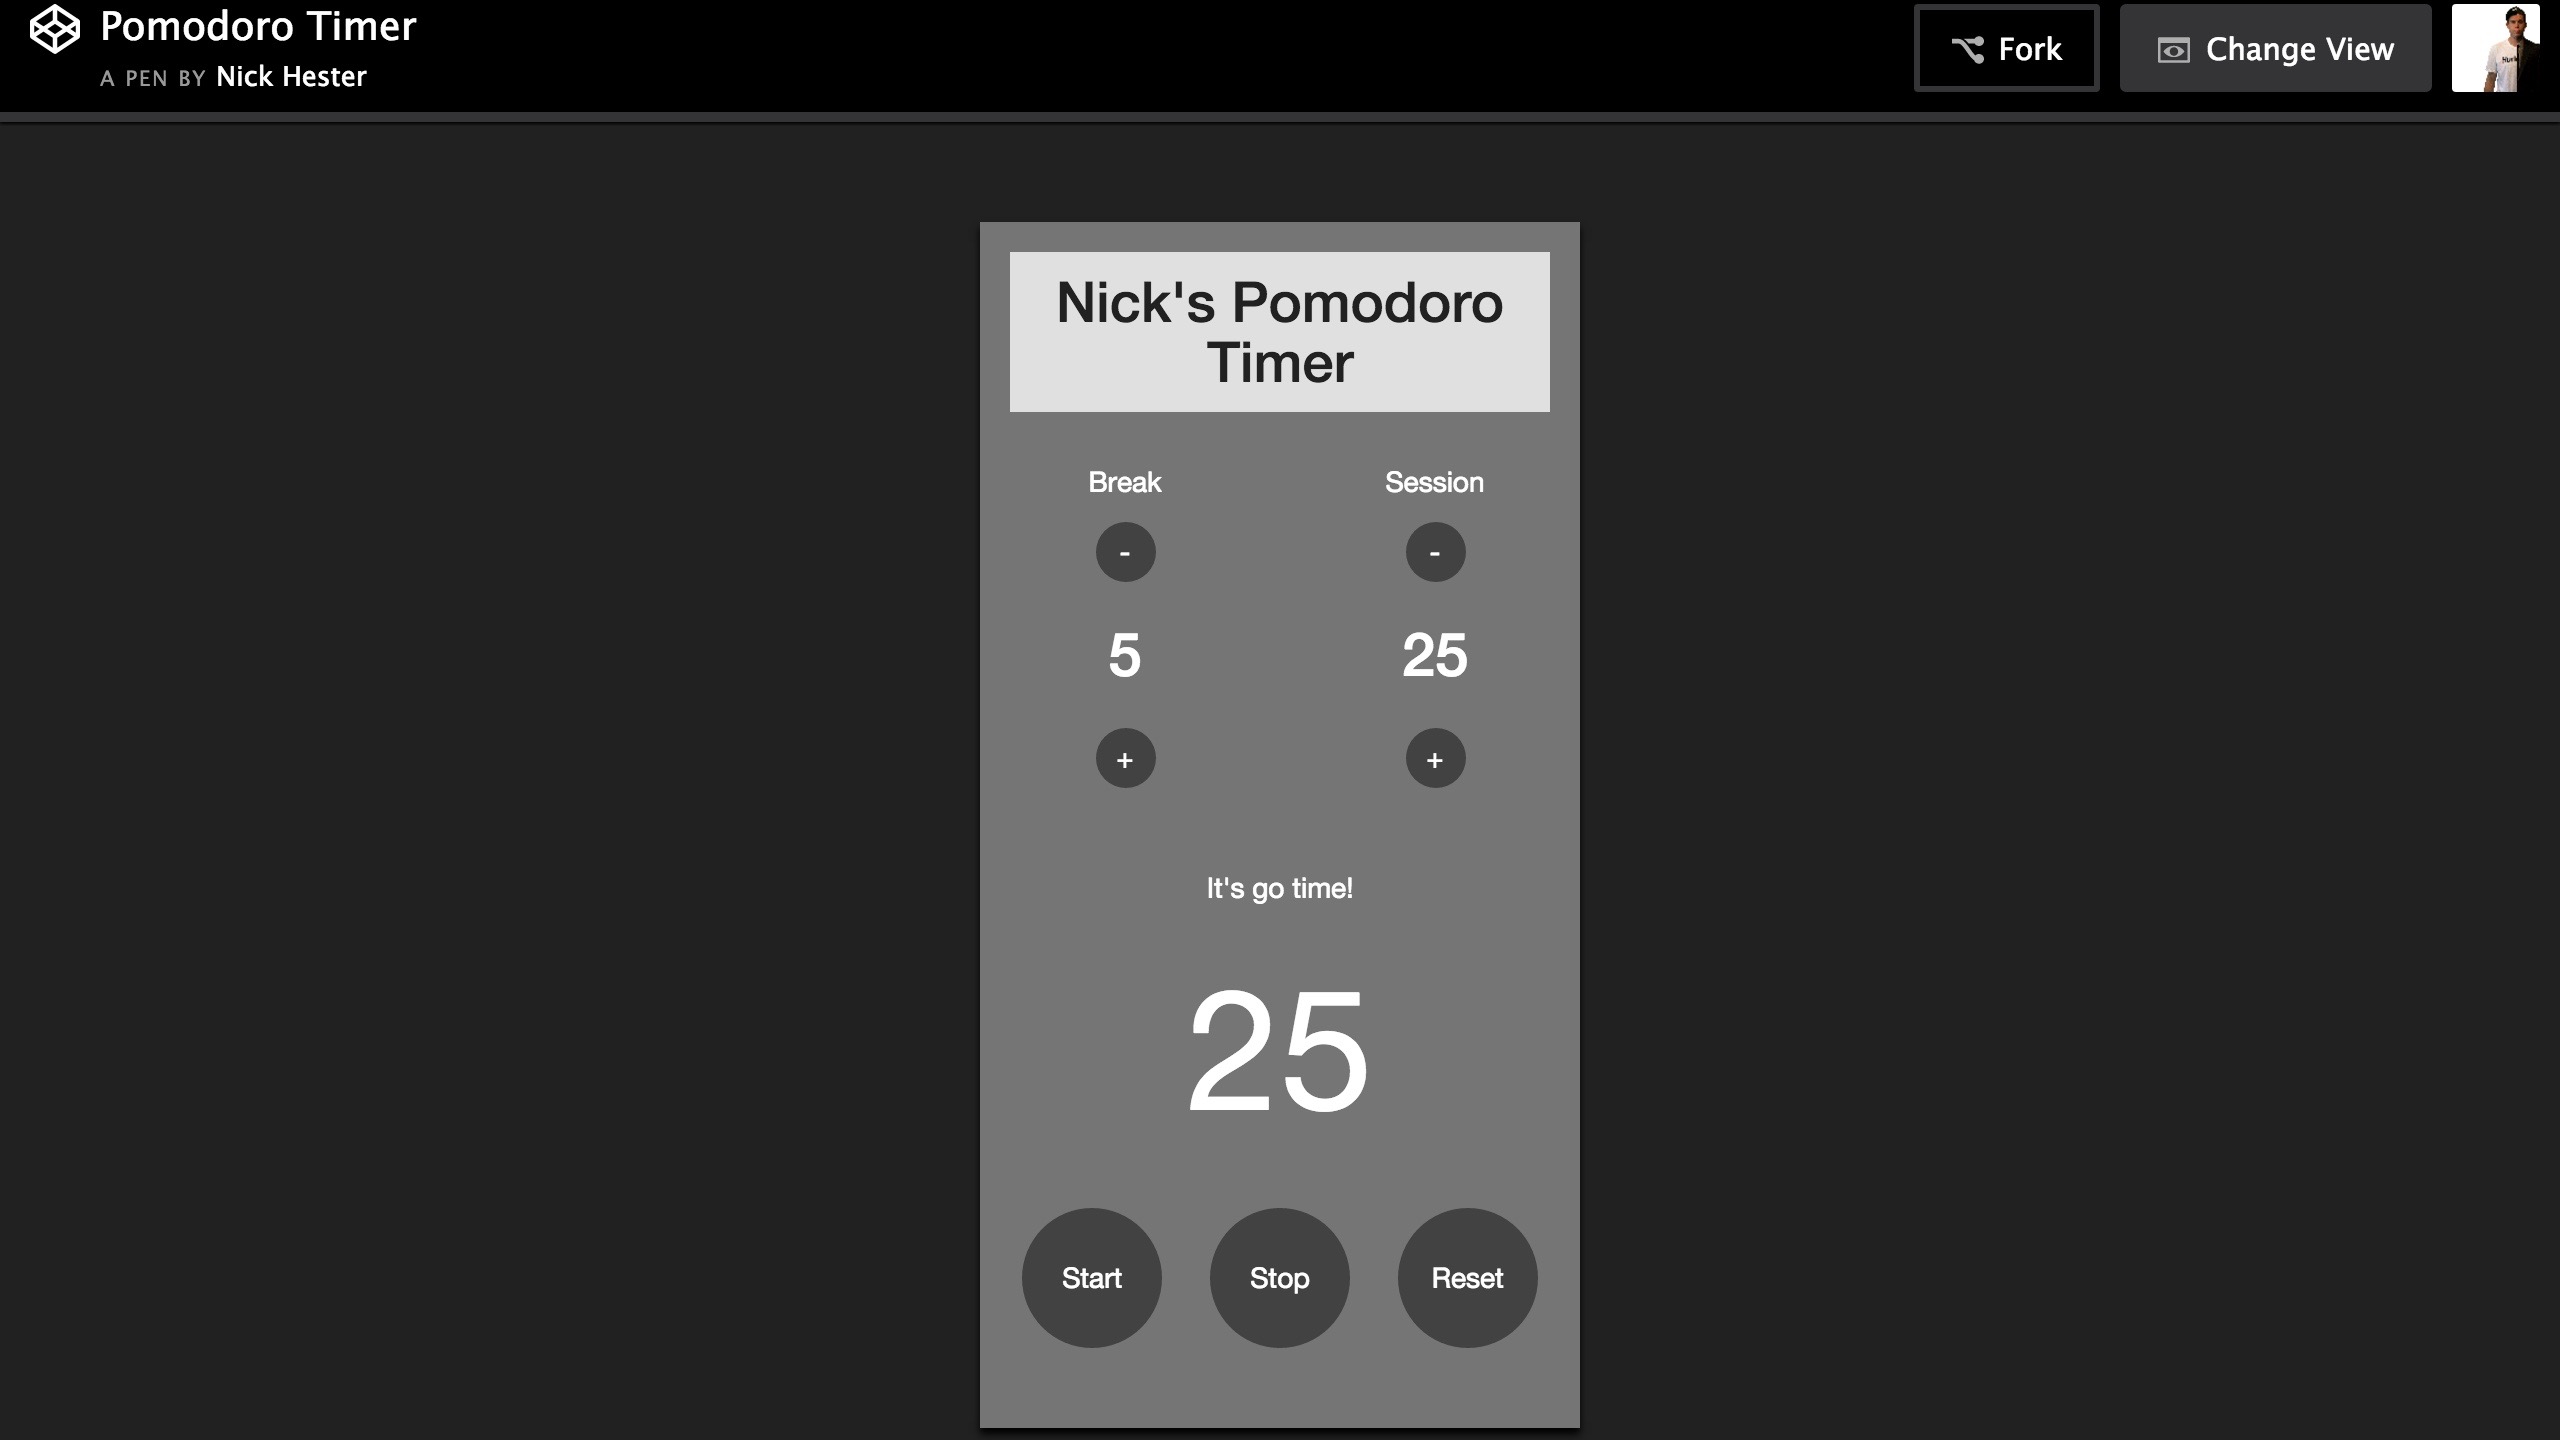 Pomodoro Timer
A PEN BY Nick Hester
Fork
Change View
Nick's Pomodoro
Timer
Break
Session
-
-
5
25
+
+
It's go time!
25
Start
Stop
Reset